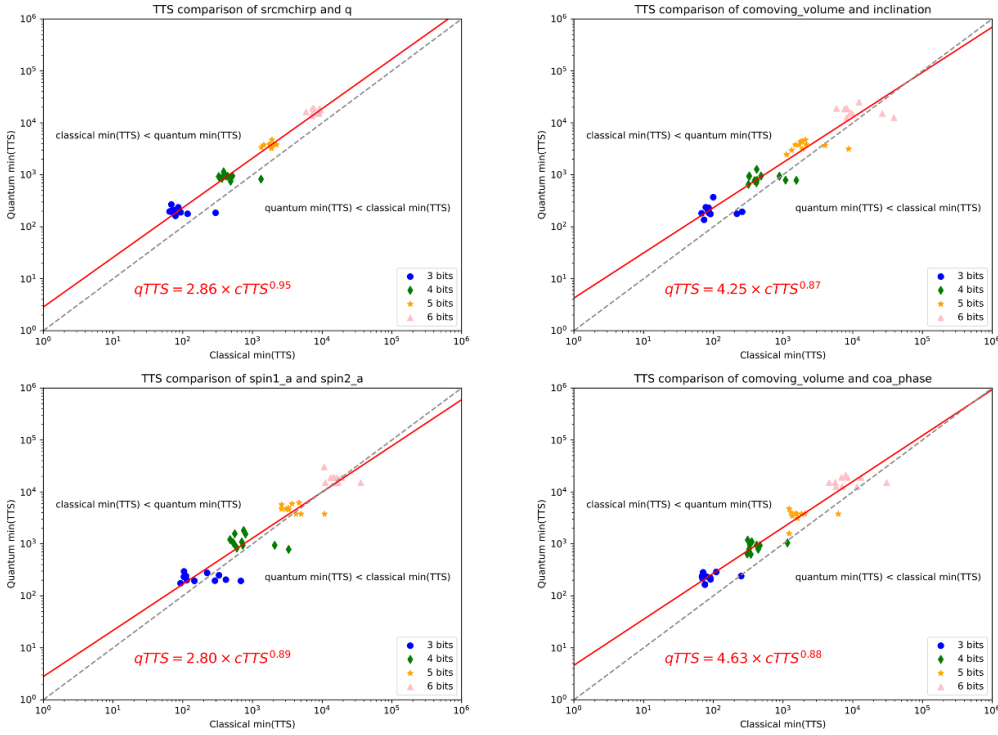 TTS comparison of srcmchirp and q
10^6
10^5
10^4
10^3
10^2
10^1
10^0
Quantum min(TTS)
classical min(TTS) < quantum min(TTS)
quantum min(TTS) < classical min(TTS)
qTTS = 2.86 × cTTS^0.95
3 bits
4 bits
5 bits
6 bits
10^0 10^1 10^2 10^3 10^4 10^5 10^6
Classical min(TTS)
TTS comparison of comoving_volume and inclination
10^6
10^5
10^4
10^3
10^2
10^1
10^0
Quantum min(TTS)
classical min(TTS) < quantum min(TTS)
quantum min(TTS) < classical min(TTS)
qTTS = 4.25 × cTTS^0.87
3 bits
4 bits
5 bits
6 bits
10^0 10^1 10^2 10^3 10^4 10^5 10^6
Classical min(TTS)
TTS comparison of spin1_a and spin2_a
10^6
10^5
10^4
10^3
10^2
10^1
10^0
Quantum min(TTS)
classical min(TTS) < quantum min(TTS)
quantum min(TTS) < classical min(TTS)
qTTS = 2.80 × cTTS^0.89
3 bits
4 bits
5 bits
6 bits
10^0 10^1 10^2 10^3 10^4 10^5 10^6
Classical min(TTS)
TTS comparison of comoving_volume and coa_phase
10^6
10^5
10^4
10^3
10^2
10^1
10^0
Quantum min(TTS)
classical min(TTS) < quantum min(TTS)
quantum min(TTS) < classical min(TTS)
qTTS = 4.63 × cTTS^0.88
3 bits
4 bits
5 bits
6 bits
10^0 10^1 10^2 10^3 10^4 10^5 10^6
Classical min(TTS)